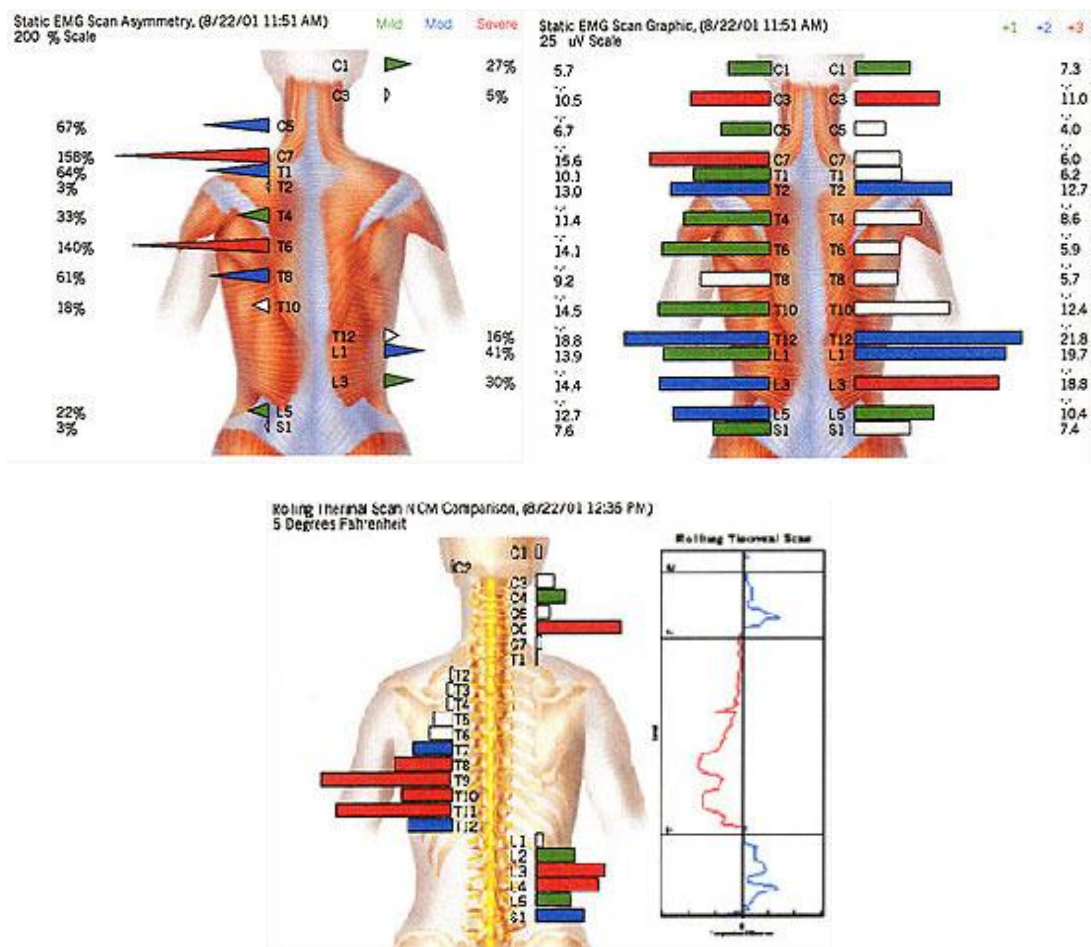 Static EMG Scan Asymmetry, (8/22/01 11:51 AM) Mild Mod. Severe
200 % Scale
C1 27%
C3 5%
67% C5
158% C7
64% T1
3% T2
33% T4
140% T6
61% T8
18% T10
T12 16%
L1 41%
L3 30%
22% L5
3% S1
Static EMG Scan Graphic, (8/22/01 11:51 AM) +1 +2 +3
25 uV Scale
5.7 C1 C1 7.3
10.5 C3 C3 11.0
6.7 C5 C5 4.0
15.6 C7 C7 6.0
10.1 T1 T1 6.2
13.0 T2 T2 12.7
11.4 T4 T4 8.6
14.1 T6 T6 5.9
9.2 T8 T8 5.7
14.5 T10 T10 12.4
18.8 T12 T12 21.8
13.9 L1 L1 19.7
14.4 L3 L3 18.8
12.7 L5 L5 10.4
7.6 S1 S1 7.4
Rolling Thermal Scan NCM Comparison, (8/22/01 12:36 PM)
5 Degrees Fahrenheit
C1
C2
C3
C4
C5
C6
C7
T1
T2
T3
T4
T5
T6
T7
T8
T9
T10
T11
T12
L1
L2
L3
L4
L5
S1
Rolling Thermal Scan